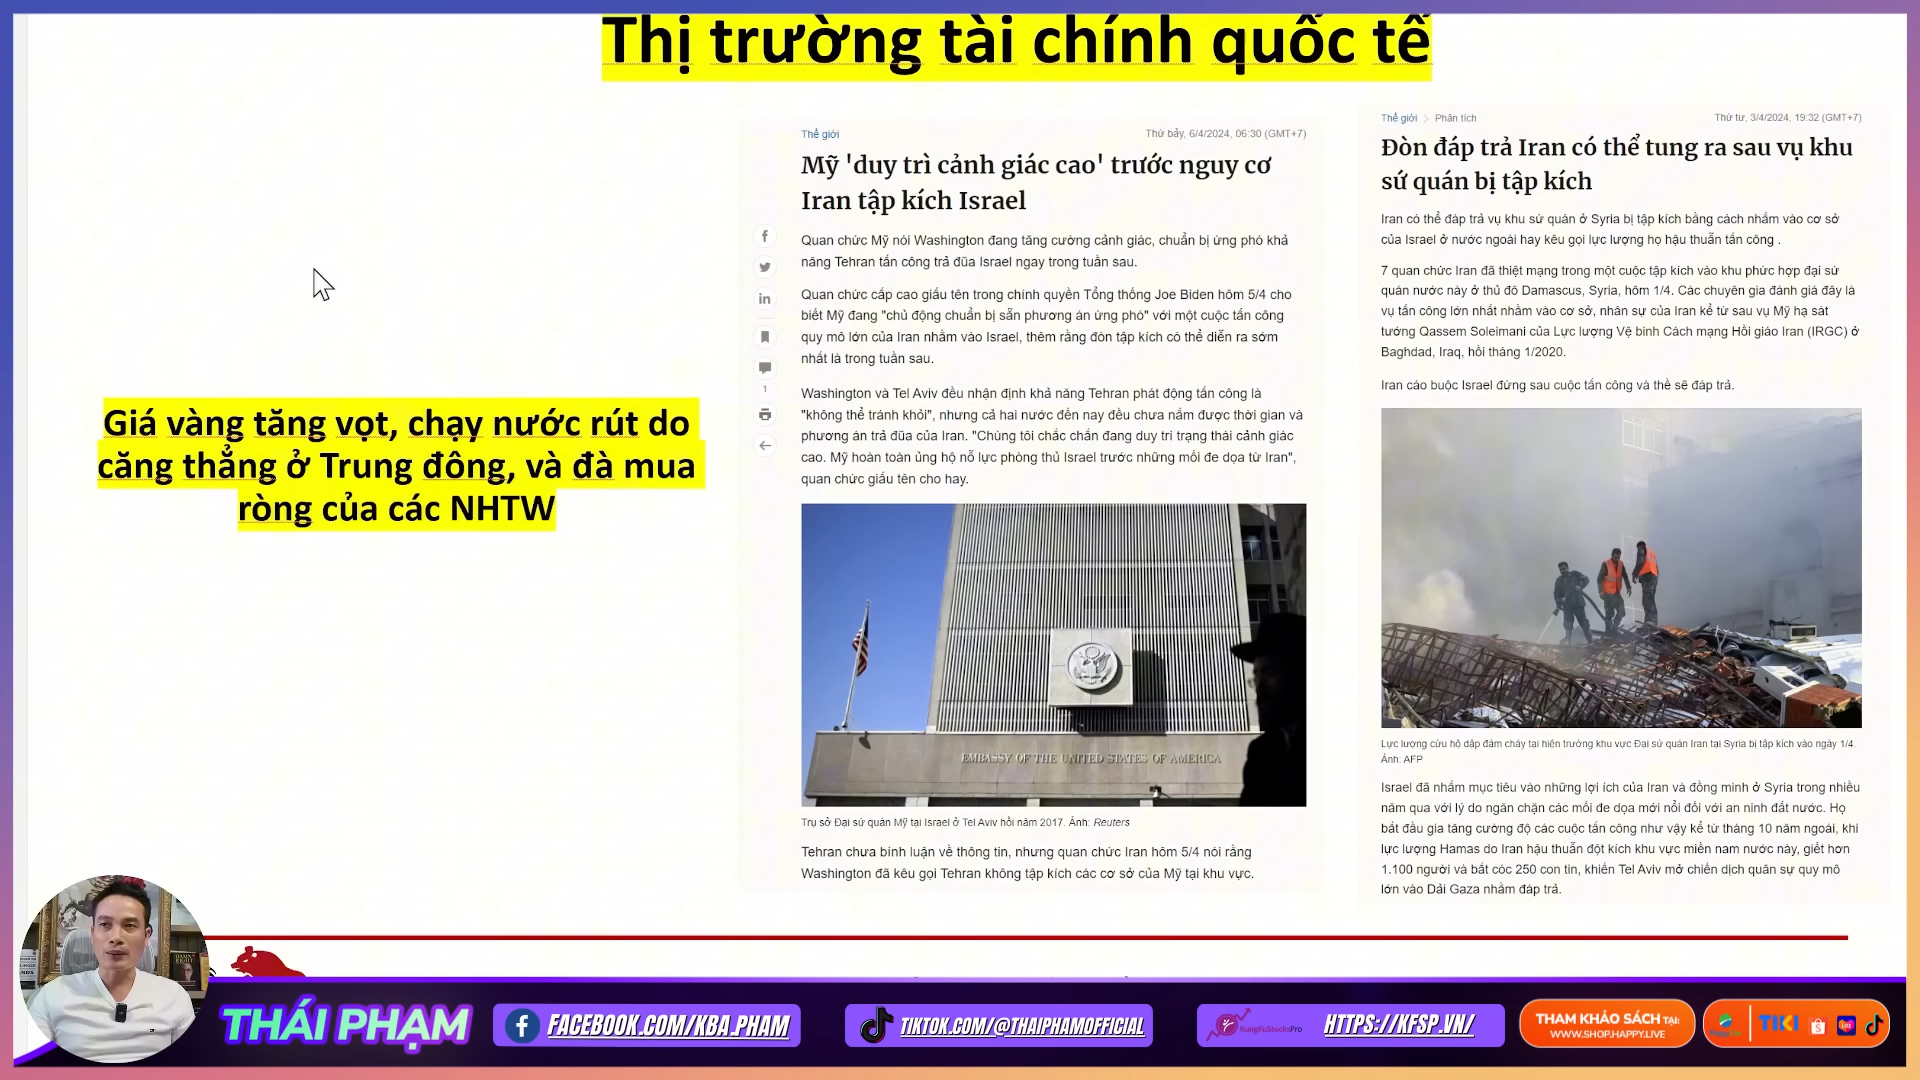 Thị trường tài chính quốc tế
Giá vàng tăng vọt, chạy nước rút do
căng thẳng ở Trung đông, và đà mua
ròng của các NHTW
Thế giới
Thứ bảy, 6/4/2024, 06:30 (GMT+7)
Mỹ 'duy trì cảnh giác cao' trước nguy cơ
Iran tập kích Israel
Quan chức Mỹ nói Washington đang tăng cường cảnh giác, chuẩn bị ứng phó khả
năng Tehran tấn công trả đũa Israel ngay trong tuần sau.
Quan chức cấp cao giấu tên trong chính quyền Tổng thống Joe Biden hôm 5/4 cho
biết Mỹ đang "chủ động chuẩn bị sẵn phương án ứng phó" với một cuộc tấn công
quy mô lớn của Iran nhằm vào Israel, thêm rằng đòn tập kích có thể diễn ra sớm
nhất là trong tuần sau.
1
Washington và Tel Aviv đều nhận định khả năng Tehran phát động tấn công là
"không thể tránh khỏi", nhưng cả hai nước đến nay đều chưa nắm được thời gian và
phương án trả đũa của Iran. "Chúng tôi chắc chắn đang duy trì trạng thái cảnh giác
cao. Mỹ hoàn toàn ủng hộ nỗ lực phòng thủ Israel trước những mối đe dọa từ Iran",
quan chức giấu tên cho hay.
EMBASSY OF THE UNITED STATES OF AMERICA
Trụ sở Đại sứ quán Mỹ tại Israel ở Tel Aviv hồi năm 2017. Ảnh: Reuters
Tehran chưa bình luận về thông tin, nhưng quan chức Iran hôm 5/4 nói rằng
Washington đã kêu gọi Tehran không tập kích các cơ sở của Mỹ tại khu vực.
Thế giới > Phân tích
Thứ tư, 3/4/2024, 19:32 (GMT+7)
Đòn đáp trả Iran có thể tung ra sau vụ khu
sứ quán bị tập kích
Iran có thể đáp trả vụ khu sứ quán ở Syria bị tập kích bằng cách nhắm vào cơ sở
của Israel ở nước ngoài hay kêu gọi lực lượng họ hậu thuẫn tấn công .
7 quan chức Iran đã thiệt mạng trong một cuộc tập kích vào khu phức hợp đại sứ
quán nước này ở thủ đô Damascus, Syria, hôm 1/4. Các chuyên gia đánh giá đây là
vụ tấn công lớn nhất nhằm vào cơ sở, nhân sự của Iran kể từ sau vụ Mỹ hạ sát
tướng Qassem Soleimani của Lực lượng Vệ binh Cách mạng Hồi giáo Iran (IRGC) ở
Baghdad, Iraq, hồi tháng 1/2020.
Iran cáo buộc Israel đứng sau cuộc tấn công và thề sẽ đáp trả.
Lực lượng cứu hộ dập đám cháy tại hiện trường khu vực Đại sứ quán Iran tại Syria bị tập kích vào ngày 1/4.
Ảnh: AFP
Israel đã nhắm mục tiêu vào những lợi ích của Iran và đồng minh ở Syria trong nhiều
năm qua với lý do ngăn chặn các mối đe dọa mới nổi đối với an ninh đất nước. Họ
bắt đầu gia tăng cường độ các cuộc tấn công như vậy kể từ tháng 10 năm ngoái, khi
lực lượng Hamas do Iran hậu thuẫn đột kích khu vực miền nam nước này, giết hơn
1.100 người và bắt cóc 250 con tin, khiến Tel Aviv mở chiến dịch quân sự quy mô
lớn vào Dải Gaza nhằm đáp trả.
THÁI PHẠM
FACEBOOK.COM/KBA.PHAM
TIKTOK.COM/@THAIPHAMOFFICIAL
KungFuStocksPro
HTTPS://KFSP.VN/
THAM KHẢO SÁCH TẠI:
WWW.SHOP.HAPPY.LIVE
TIKI